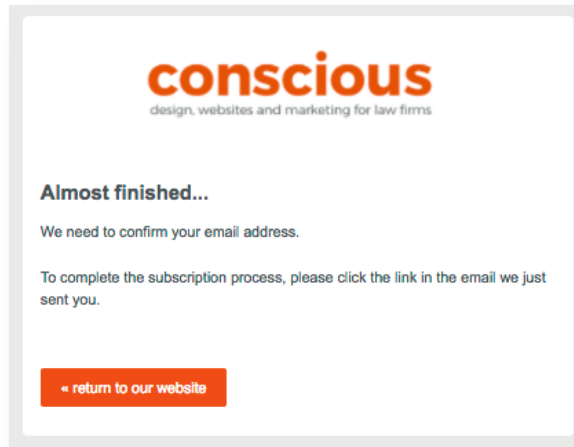 conscious
design, websites and marketing for law firms
Almost finished...
We need to confirm your email address.
To complete the subscription process, please click the link in the email we just
sent you.
« return to our website